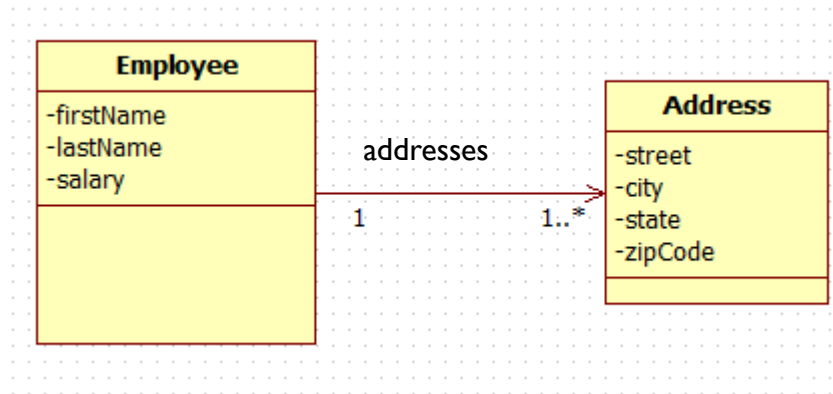 Employee
-firstName
-lastName
-salary
addresses
1
1..*
Address
-street
-city
-state
-zipCode